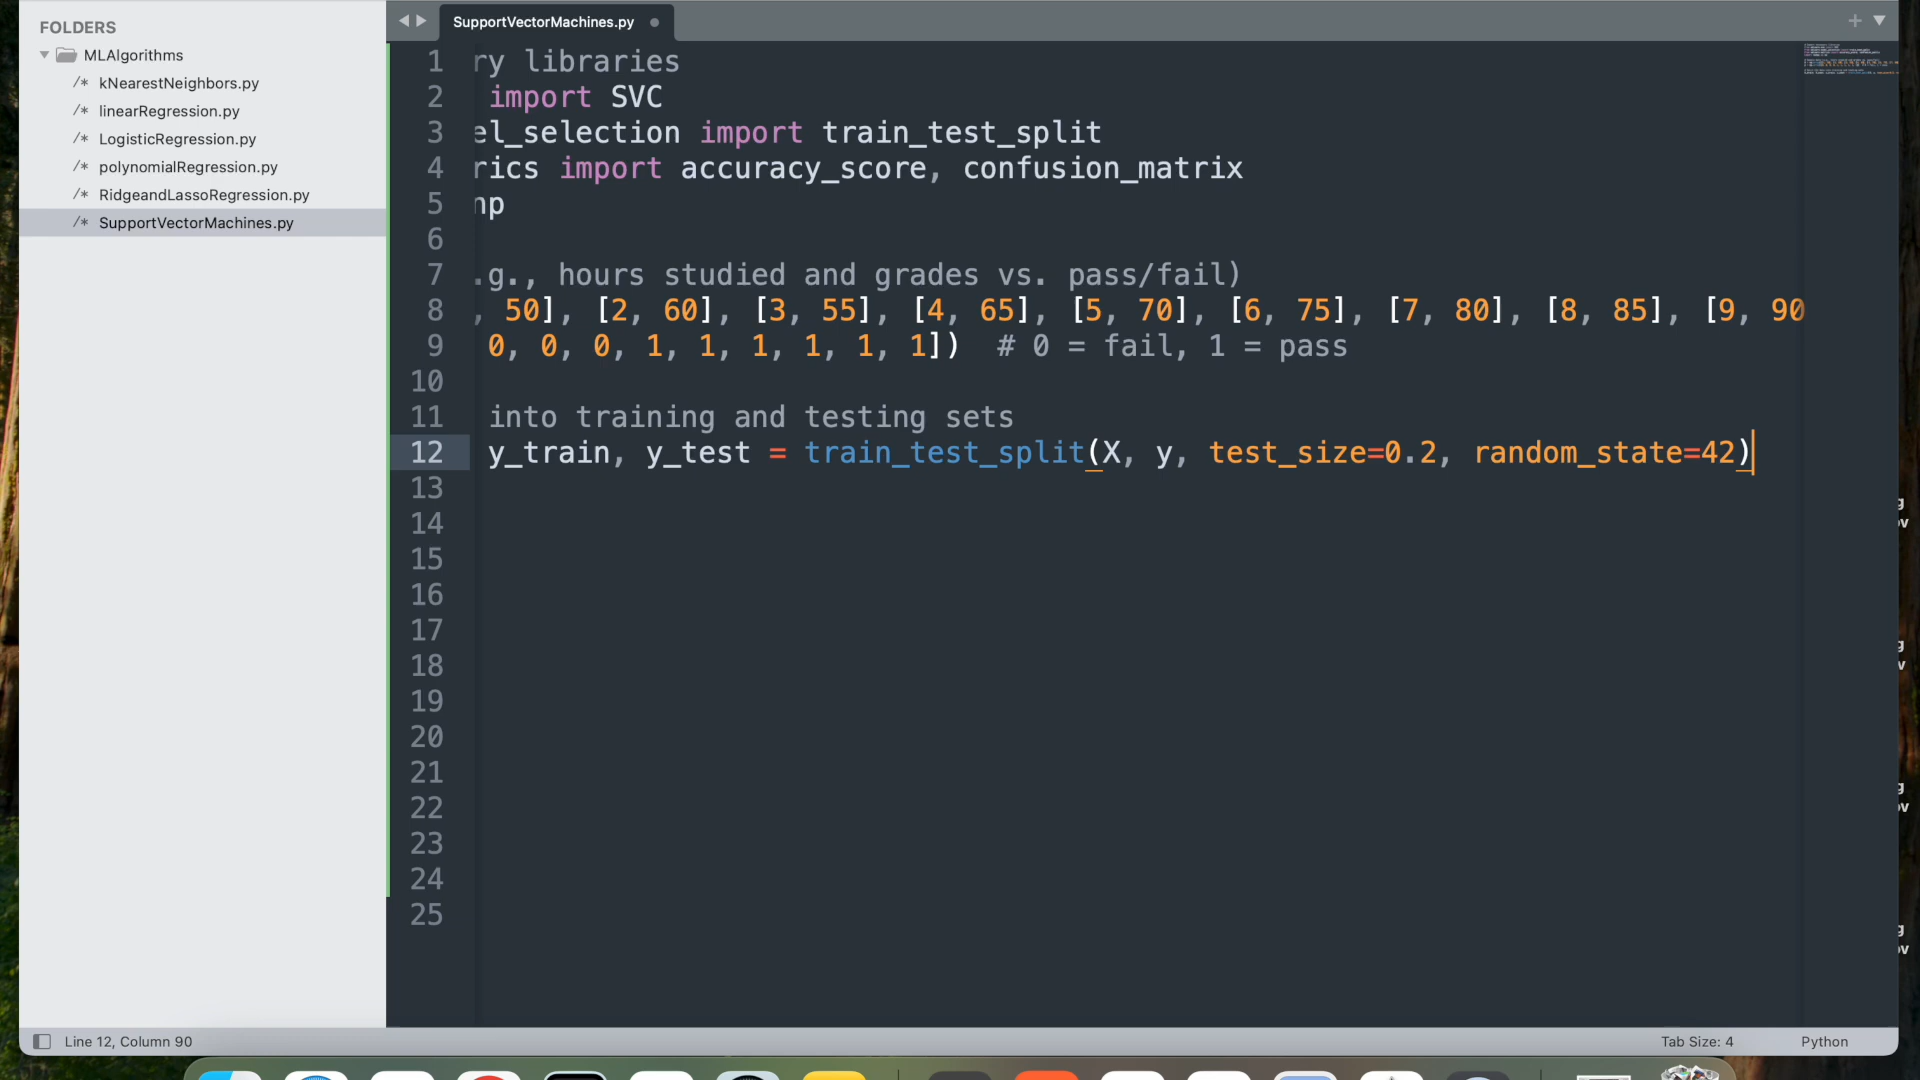 FOLDERS
MLAlgorithms
/* kNearestNeighbors.py
/* linearRegression.py
/* LogisticRegression.py
/* polynomialRegression.py
/* RidgeandLassoRegression.py
/* SupportVectorMachines.py
SupportVectorMachines.py
1 ry libraries
2 import SVC
3 el_selection import train_test_split
4 rics import accuracy_score, confusion_matrix
5 np
6
7 .g., hours studied and grades vs. pass/fail)
8 , 50], [2, 60], [3, 55], [4, 65], [5, 70], [6, 75], [7, 80], [8, 85], [9, 90
9 0, 0, 0, 1, 1, 1, 1, 1, 1])  # 0 = fail, 1 = pass
10
11 into training and testing sets
12 y_train, y_test = train_test_split(X, y, test_size=0.2, random_state=42)
13
14
15
16
17
18
19
20
21
22
23
24
25
Line 12, Column 90
Tab Size: 4
Python